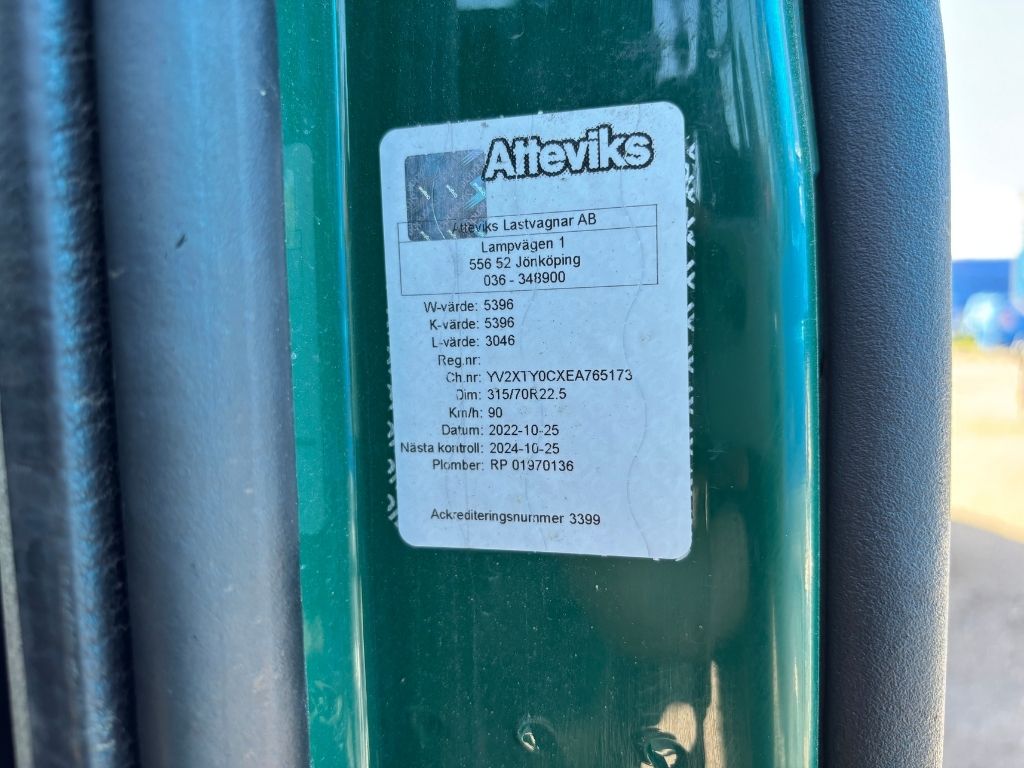 Atteviks
Atteviks Lastvagnar AB
Lampvägen 1
556 52 Jönköping
036 - 348900
W-värde: 5396
K-värde: 5396
L-värde: 3046
Reg.nr:
Ch.nr: YV2XTY0CXEA765173
Dim: 315/70R22.5
Km/h: 90
Datum: 2022-10-25
Nästa kontroll: 2024-10-25
Plomber: RP 01970136
Ackrediteringsnummer 3399